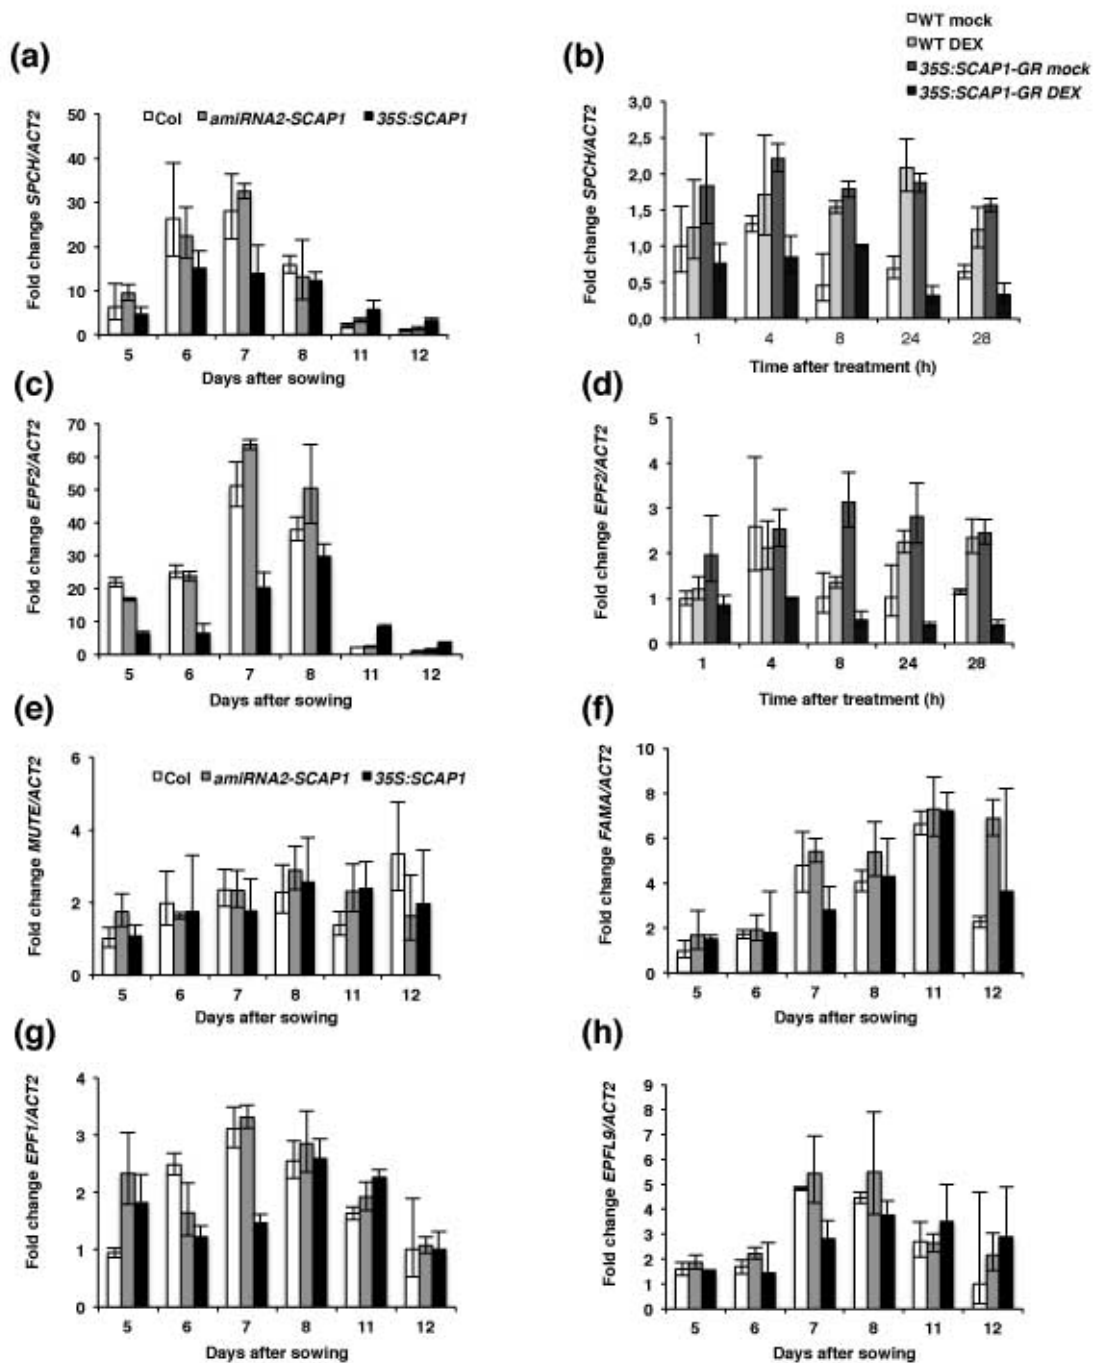 (a)
Fold change SPCH/ACT2
Col amiRNA2-SCAP1 35S:SCAP1
50
40
30
20
10
0
5 6 7 8 11 12
Days after sowing
(b)
WT mock
WT DEX
35S:SCAP1-GR mock
35S:SCAP1-GR DEX
Fold change SPCH/ACT2
3,0
2,5
2,0
1,5
1,0
0,5
0,0
1 4 8 24 28
Time after treatment (h)
(c)
Fold change EPF2/ACT2
70
60
50
40
30
20
10
0
5 6 7 8 11 12
Days after sowing
(d)
Fold change EPF2/ACT2
5
4
3
2
1
0
1 4 8 24 28
Time after treatment (h)
(e)
Fold change MUTE/ACT2
Col amiRNA2-SCAP1 35S:SCAP1
6
4
2
0
5 6 7 8 11 12
Days after sowing
(f)
Fold change FAMA/ACT2
10
8
6
4
2
0
5 6 7 8 11 12
Days after sowing
(g)
Fold change EPF1/ACT2
4
3
2
1
0
5 6 7 8 11 12
Days after sowing
(h)
Fold change EPFL9/ACT2
9
8
7
6
5
4
3
2
1
0
5 6 7 8 11 12
Days after sowing